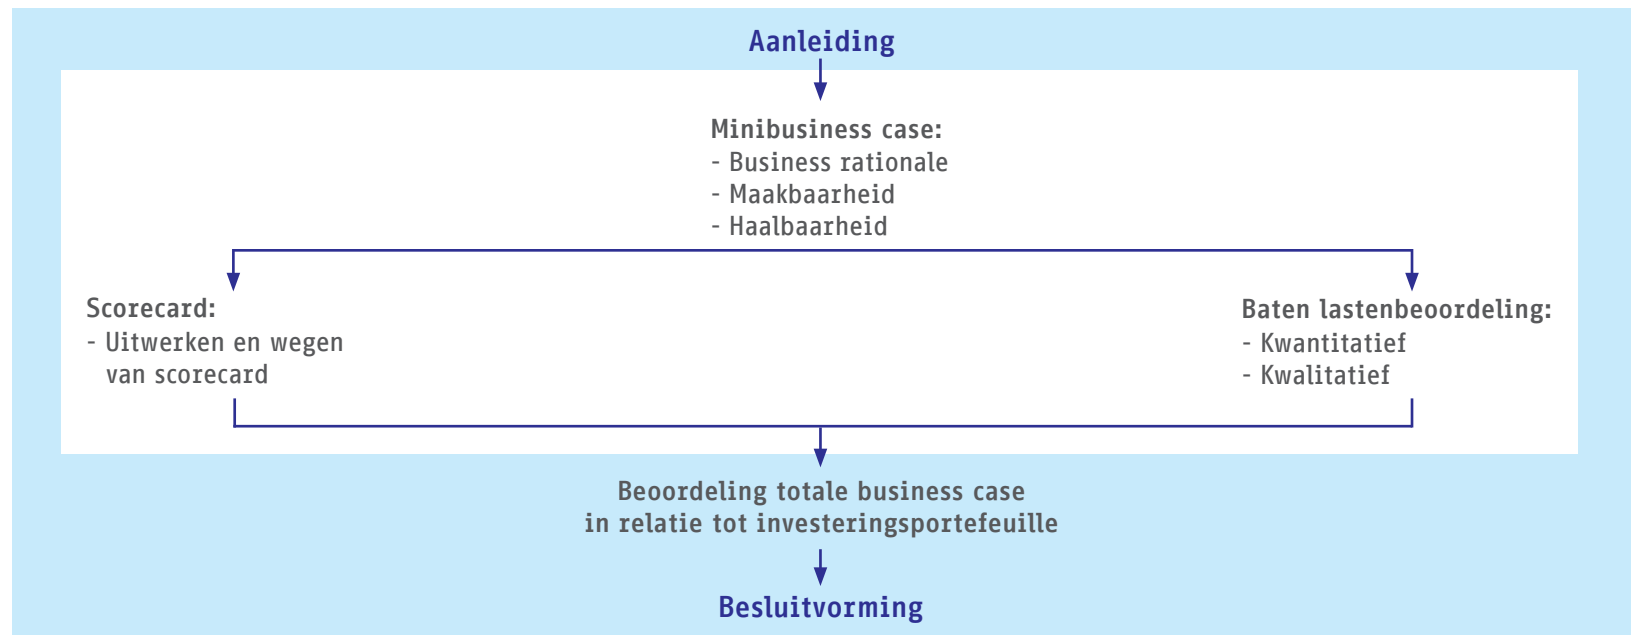 Aanleiding
Minibusiness case:
- Business rationale
- Maakbaarheid
- Haalbaarheid
Scorecard:
- Uitwerken en wegen
van scorecard
Baten lastenbeoordeling:
- Kwantitatief
- Kwalitatief
Beoordeling totale business case
in relatie tot investeringsportefeuille
Besluitvorming